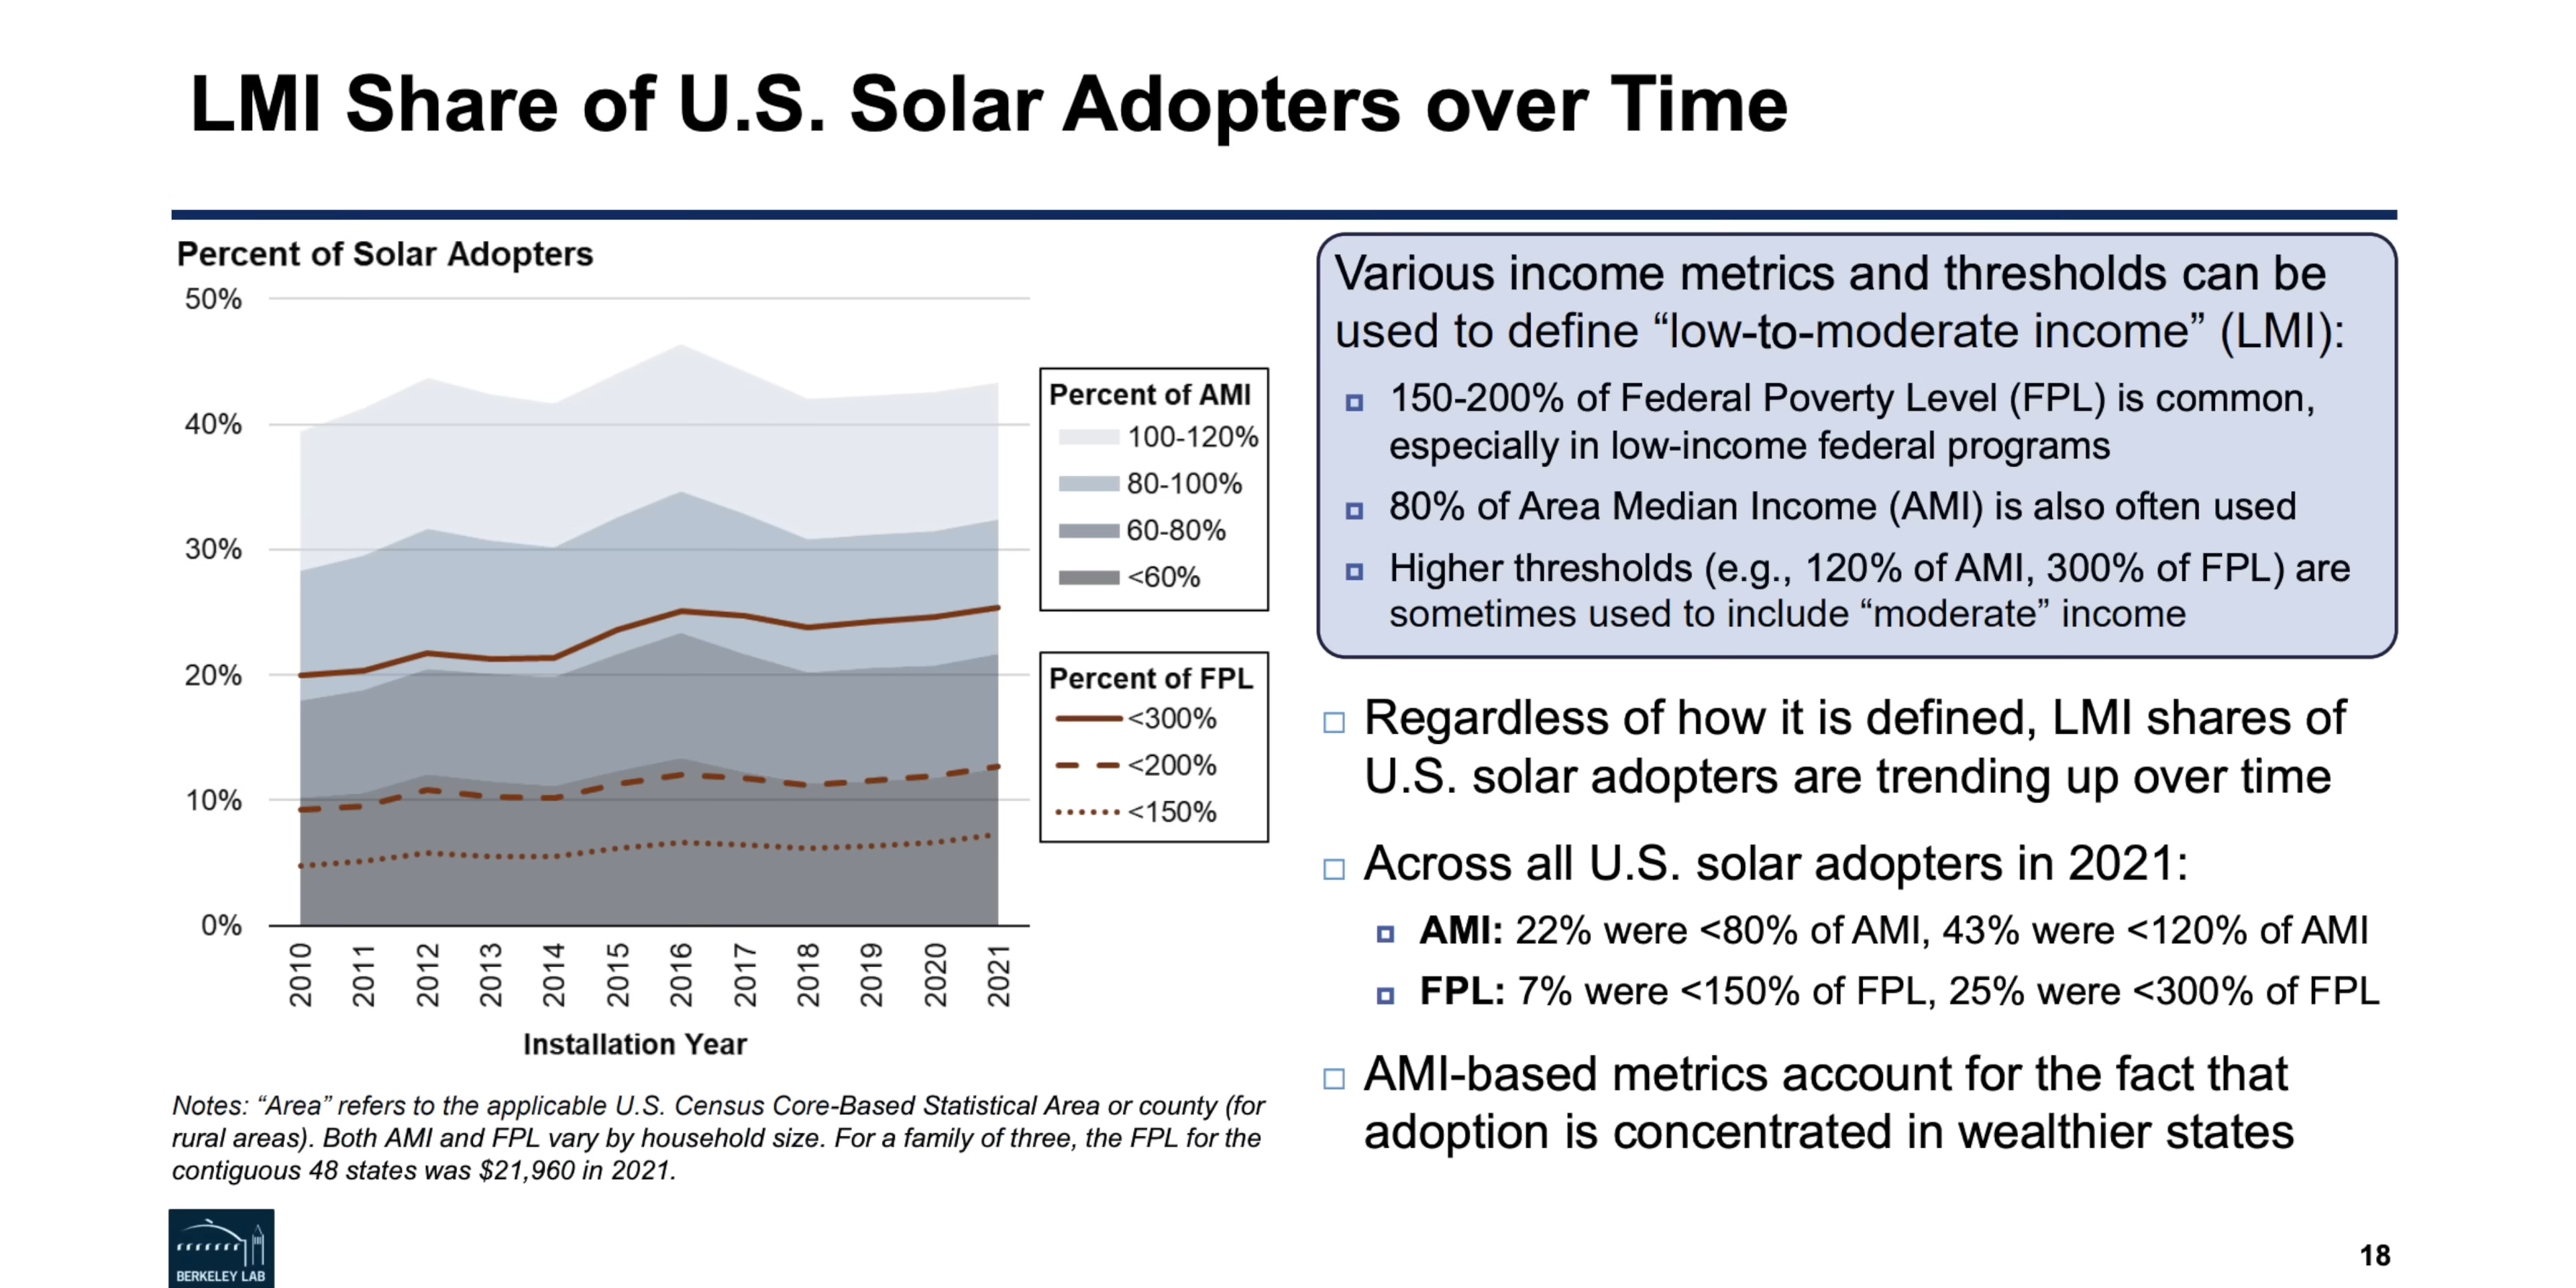 LMI Share of U.S. Solar Adopters over Time
Percent of Solar Adopters
50%
40%
30%
20%
10%
0%
2010
2011
2012
2013
2014
2015
2016
2017
2018
2019
2020
2021
Installation Year
Percent of AMI
100-120%
80-100%
60-80%
<60%
Percent of FPL
<300%
<200%
<150%
Notes: “Area” refers to the applicable U.S. Census Core-Based Statistical Area or county (for
rural areas). Both AMI and FPL vary by household size. For a family of three, the FPL for the
contiguous 48 states was $21,960 in 2021.
Various income metrics and thresholds can be
used to define “low-to-moderate income” (LMI):
150-200% of Federal Poverty Level (FPL) is common,
especially in low-income federal programs
80% of Area Median Income (AMI) is also often used
Higher thresholds (e.g., 120% of AMI, 300% of FPL) are
sometimes used to include “moderate” income
Regardless of how it is defined, LMI shares of
U.S. solar adopters are trending up over time
Across all U.S. solar adopters in 2021:
AMI: 22% were <80% of AMI, 43% were <120% of AMI
FPL: 7% were <150% of FPL, 25% were <300% of FPL
AMI-based metrics account for the fact that
adoption is concentrated in wealthier states
BERKELEY LAB
18